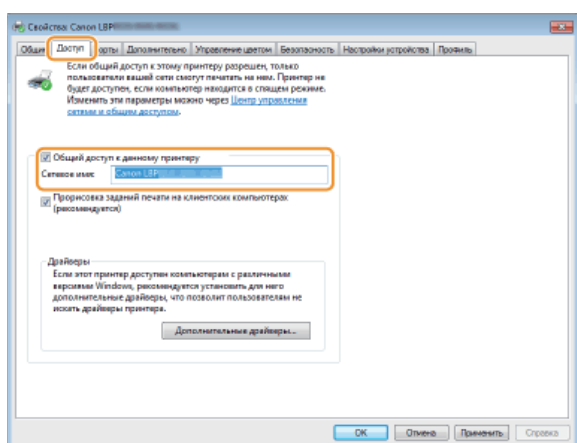 Свойства: Canon LBP
Общие Доступ Порты Дополнительно Управление цветом Безопасность Настройки устройства Профиль
Если общий доступ к этому принтеру разрешен, только
пользователи вашей сети смогут печатать на нем. Принтер не
будет доступен, если компьютер находится в спящем режиме.
Изменить эти параметры можно через Центр управления
сетями и общим доступом.
Общий доступ к данному принтеру
Сетевое имя: Canon LBP
Прорисовка заданий печати на клиентских компьютерах
(рекомендуется)
Драйверы
Если этот принтер доступен компьютерам с различными
версиями Windows, рекомендуется установить для него
дополнительные драйверы, что позволит пользователям не
искать драйверы принтера.
Дополнительные драйверы...
OK Отмена Применить Справка